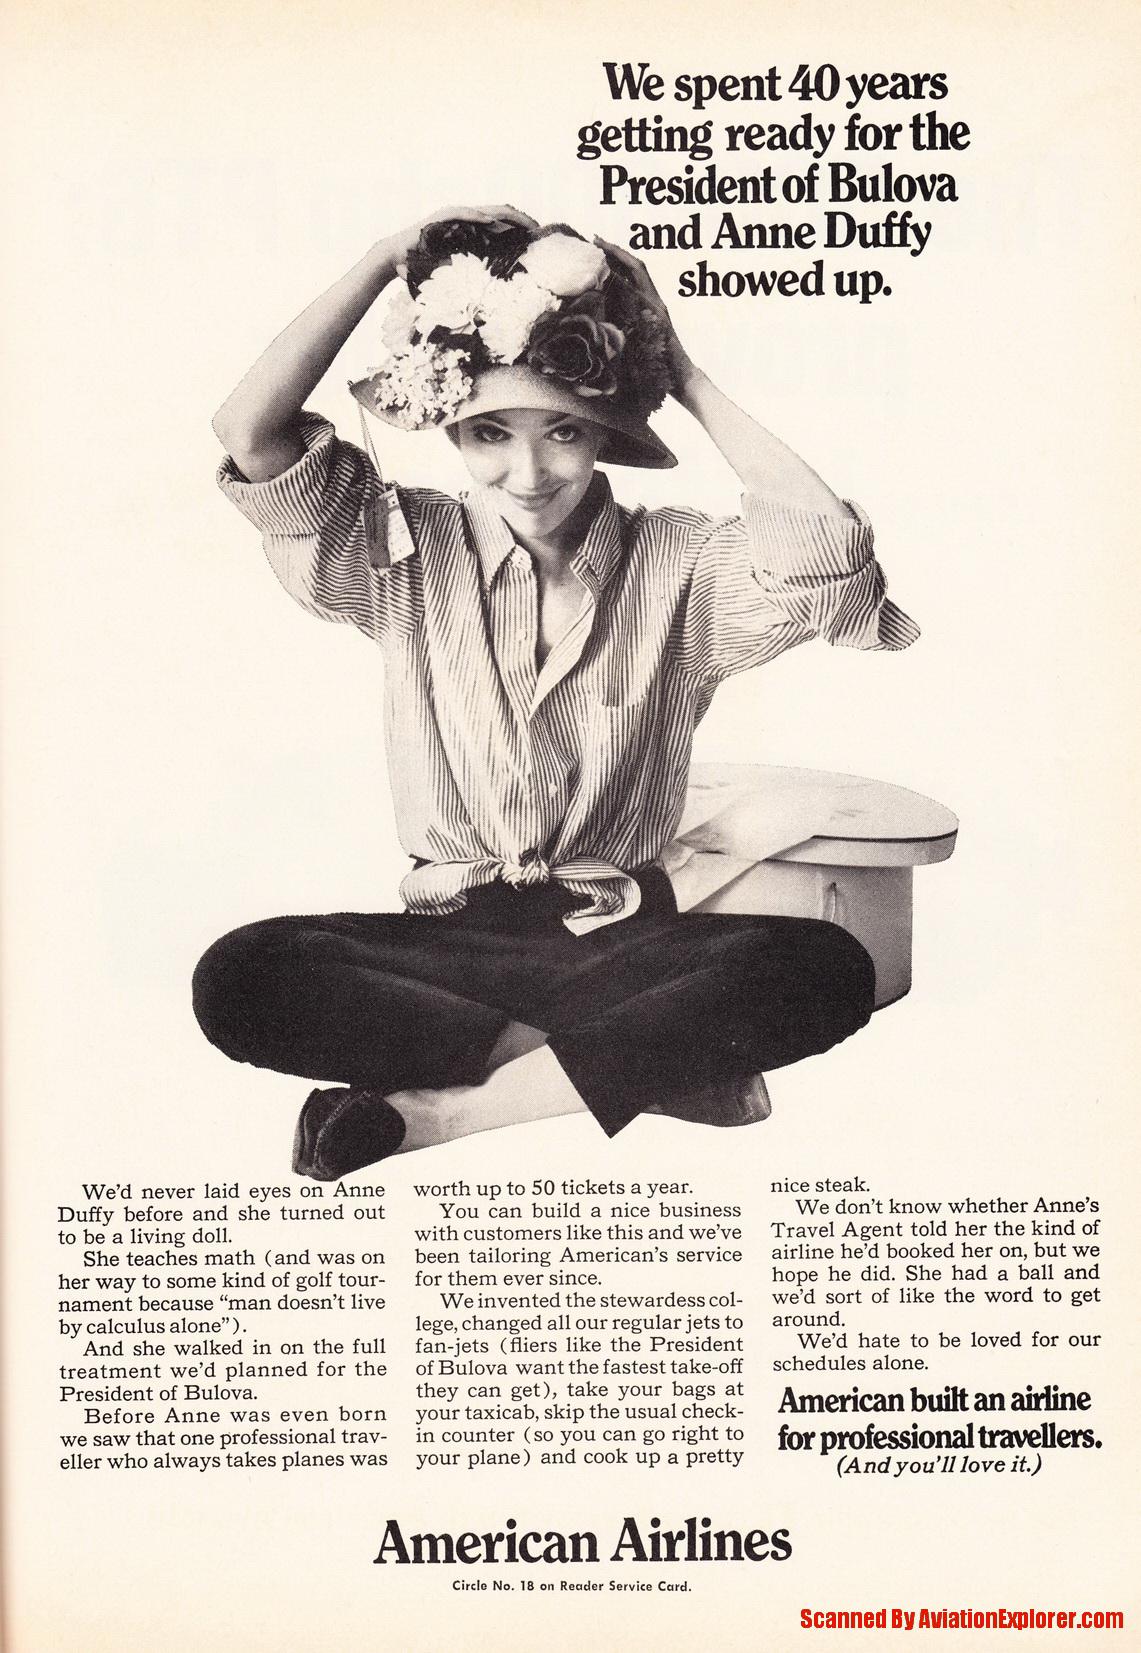 We spent 40 years
getting ready for the
President of Bulova
and Anne Duffy
showed up.
We'd never laid eyes on Anne
Duffy before and she turned out
to be a living doll.
She teaches math (and was on
her way to some kind of golf tour-
nament because “man doesn't live
by calculus alone”).
And she walked in on the full
treatment we'd planned for the
President of Bulova.
Before Anne was even born
we saw that one professional trav-
eller who always takes planes was
worth up to 50 tickets a year.
You can build a nice business
with customers like this and we've
been tailoring American's service
for them ever since.
We invented the stewardess col-
lege, changed all our regular jets to
fan-jets (fliers like the President
of Bulova want the fastest take-off
they can get), take your bags at
your taxicab, skip the usual check-
in counter (so you can go right to
your plane) and cook up a pretty
nice steak.
We don't know whether Anne's
Travel Agent told her the kind of
airline he'd booked her on, but we
hope he did. She had a ball and
we'd sort of like the word to get
around.
We'd hate to be loved for our
schedules alone.
American built an airline
for professional travellers.
(And you'll love it.)
American Airlines
Circle No. 18 on Reader Service Card.
Scanned By AviationExplorer.com